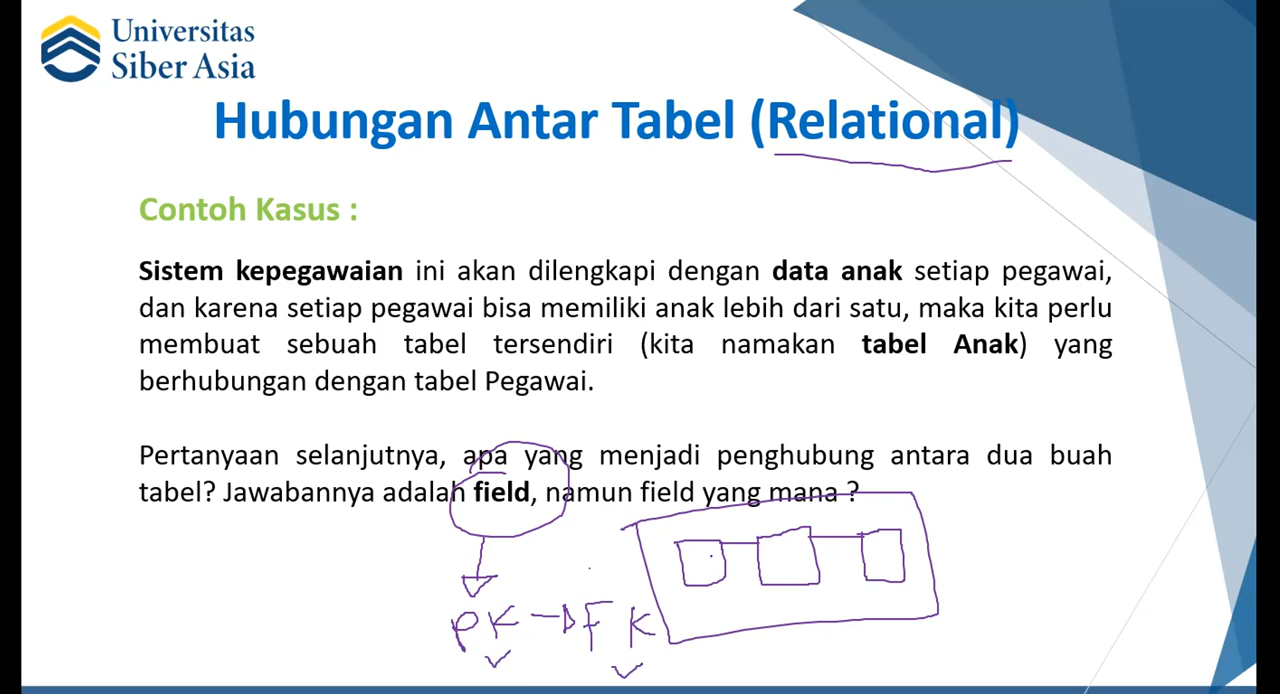 Universitas
Siber Asia
Hubungan Antar Tabel (Relational)
Contoh Kasus :
Sistem kepegawaian ini akan dilengkapi dengan data anak setiap pegawai,
dan karena setiap pegawai bisa memiliki anak lebih dari satu, maka kita perlu
membuat sebuah tabel tersendiri (kita namakan tabel Anak) yang
berhubungan dengan tabel Pegawai.
Pertanyaan selanjutnya, apa yang menjadi penghubung antara dua buah
tabel? Jawabannya adalah field, namun field yang mana ?
PK → FK